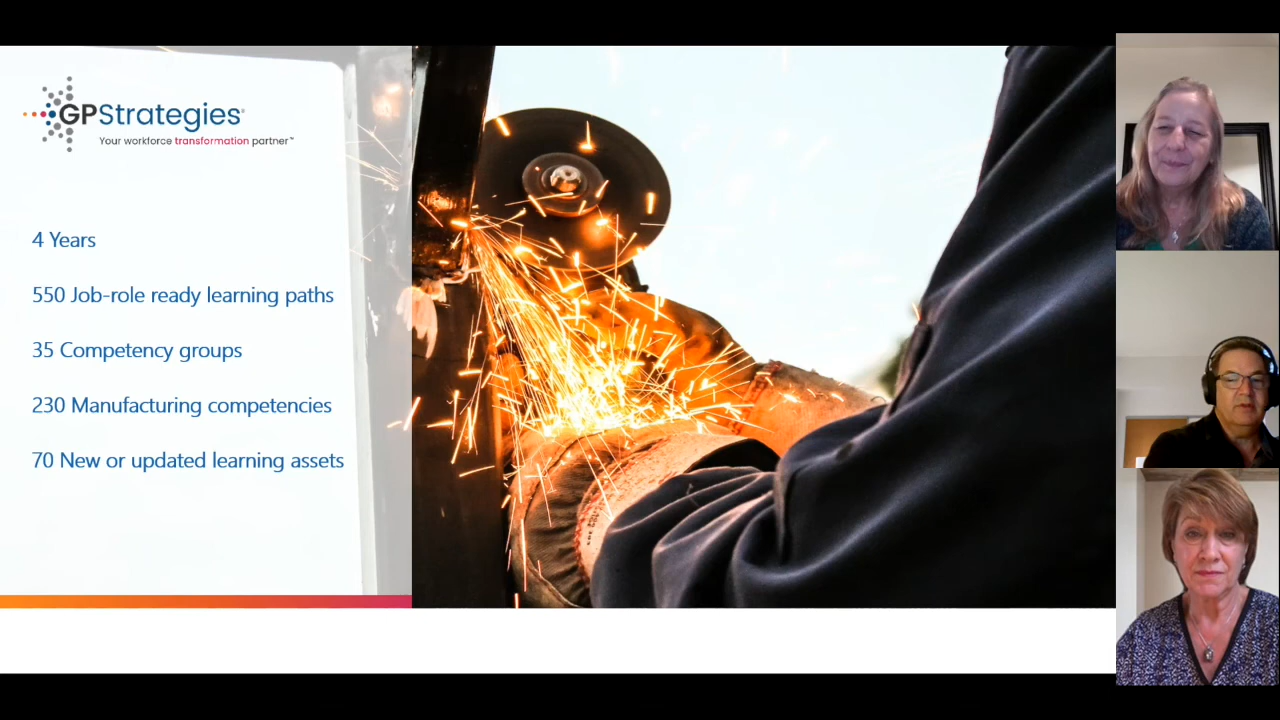 GPStrategies®
Your workforce transformation partner™
4 Years
550 Job-role ready learning paths
35 Competency groups
230 Manufacturing competencies
70 New or updated learning assets